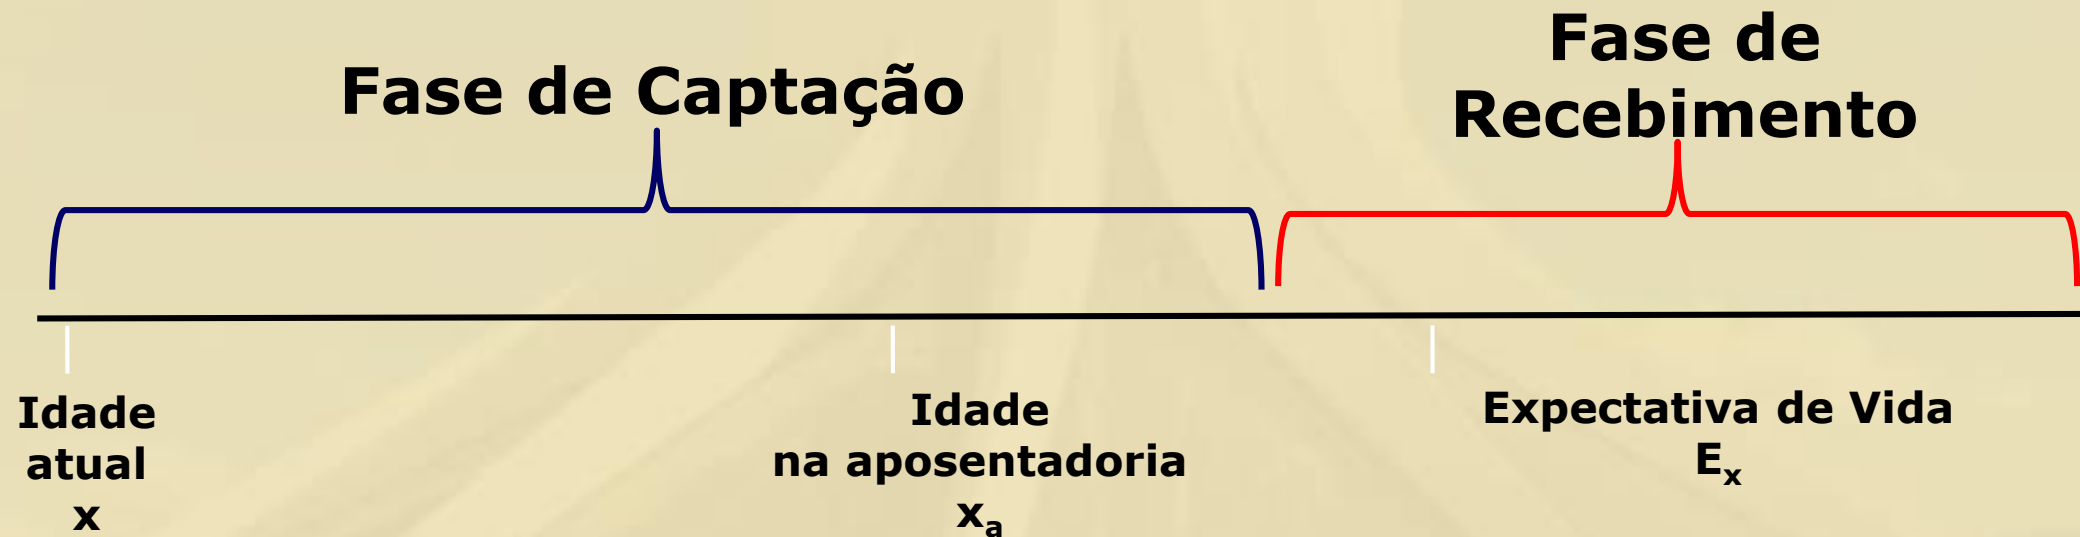 Fase de Captação
Fase de
Recebimento
Idade
atual
x
Idade
na aposentadoria
xₐ
Expectativa de Vida
Eₓ